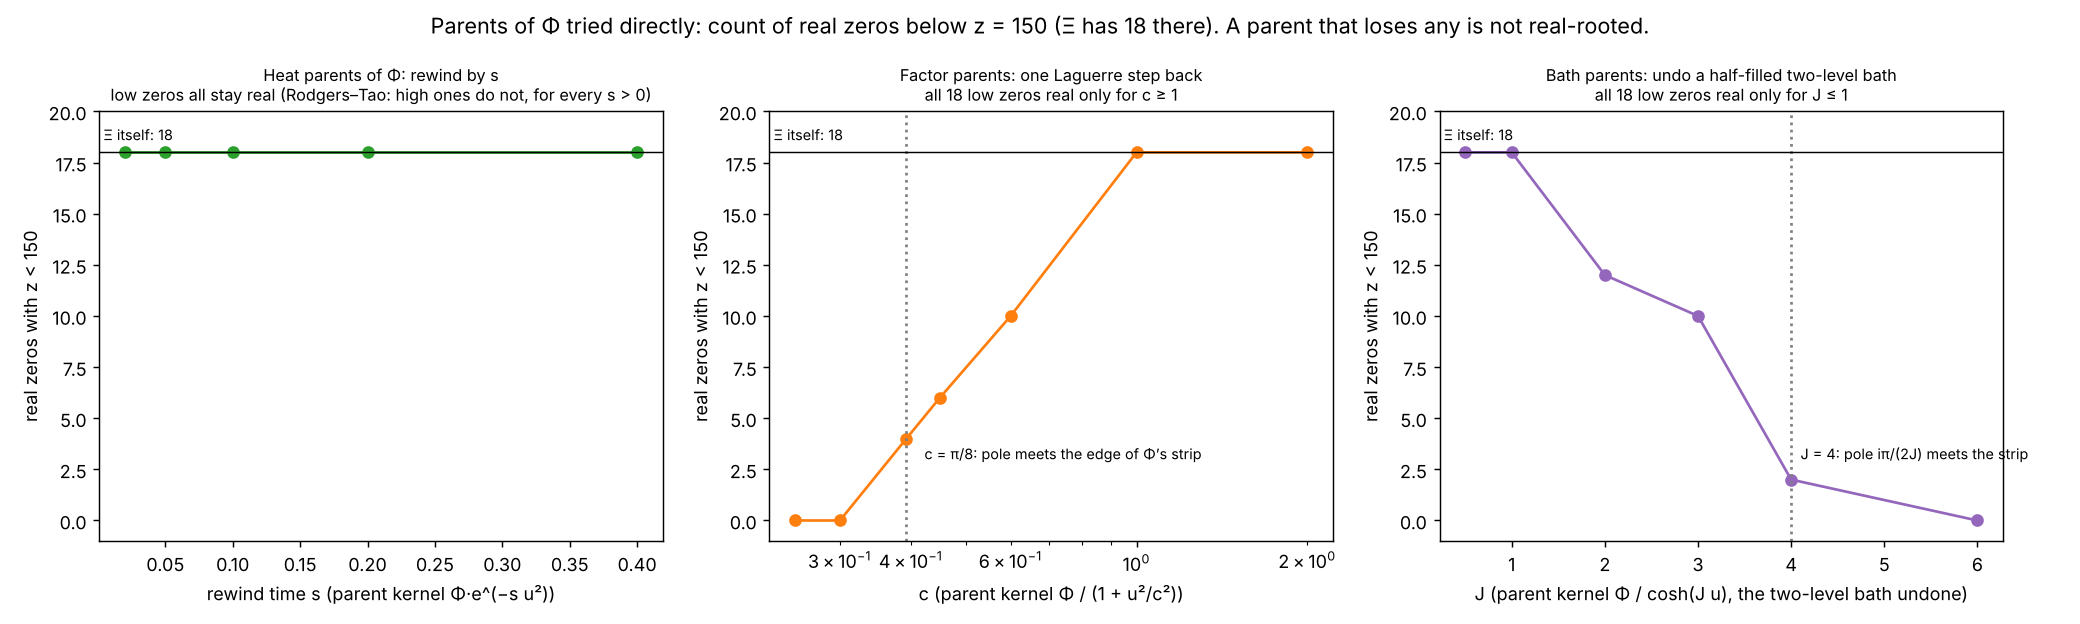 Parents of Φ tried directly: count of real zeros below z = 150 (Ξ has 18 there). A parent that loses any is not real-rooted.
Heat parents of Φ: rewind by s
low zeros all stay real (Rodgers–Tao: high ones do not, for every s > 0)
20.0
17.5
15.0
12.5
10.0
7.5
5.0
2.5
0.0
real zeros with z < 150
Ξ itself: 18
0.05 0.10 0.15 0.20 0.25 0.30 0.35 0.40
rewind time s (parent kernel Φ·e^(−s u²))
Factor parents: one Laguerre step back
all 18 low zeros real only for c ≥ 1
20.0
17.5
15.0
12.5
10.0
7.5
5.0
2.5
0.0
real zeros with z < 150
Ξ itself: 18
c = π/8: pole meets the edge of Φ's strip
3 × 10⁻¹ 4 × 10⁻¹ 6 × 10⁻¹ 10⁰ 2 × 10⁰
c (parent kernel Φ / (1 + u²/c²))
Bath parents: undo a half-filled two-level bath
all 18 low zeros real only for J ≤ 1
20.0
17.5
15.0
12.5
10.0
7.5
5.0
2.5
0.0
real zeros with z < 150
Ξ itself: 18
J = 4: pole iπ/(2J) meets the strip
1 2 3 4 5 6
J (parent kernel Φ / cosh(J u), the two-level bath undone)